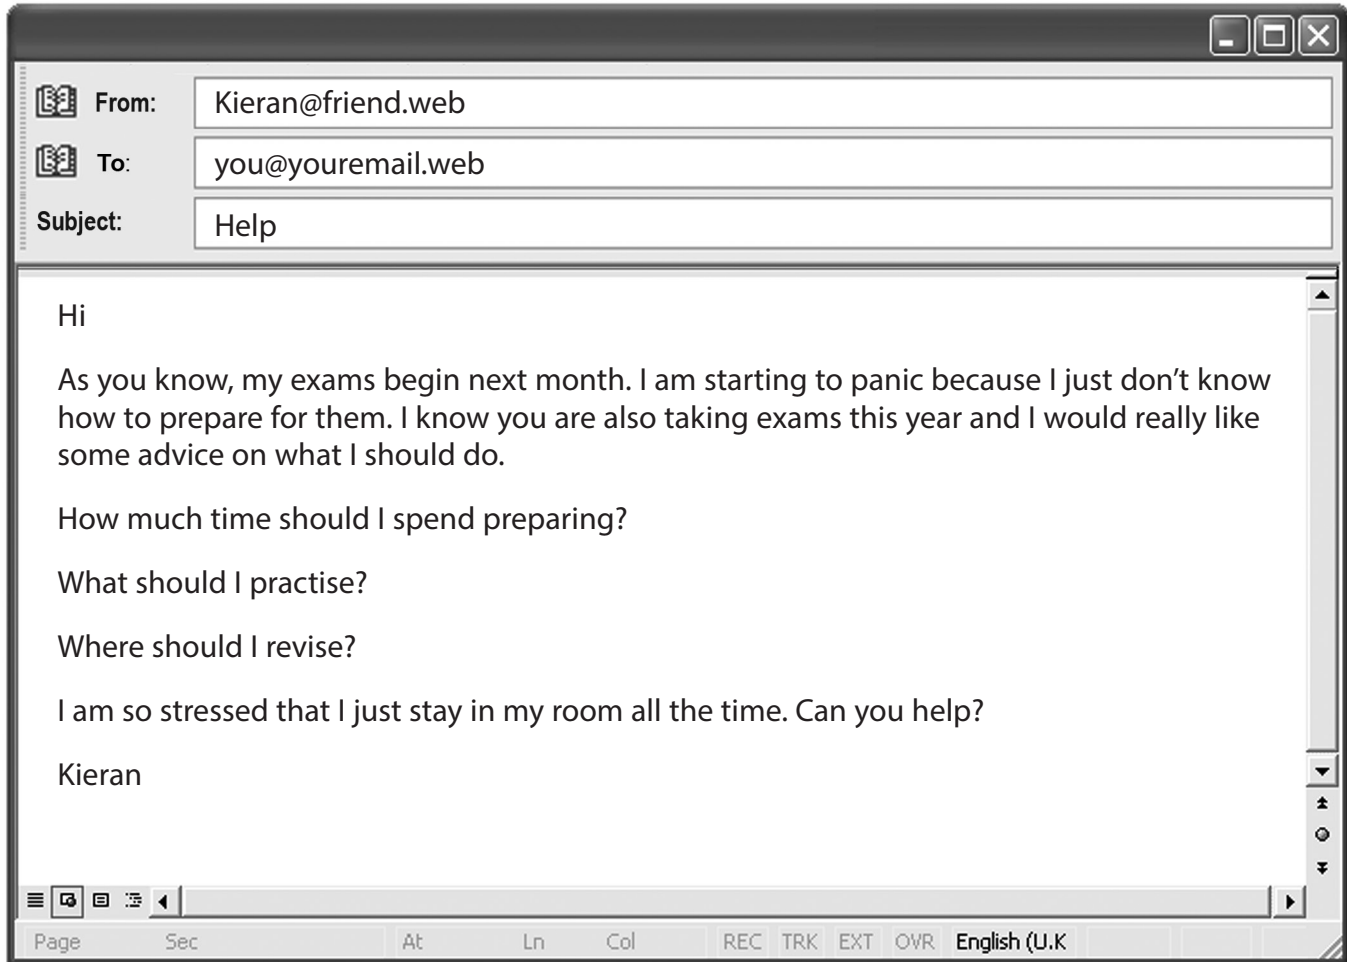 From: Kieran@friend.web
To: you@youremail.web
Subject: Help
Hi
As you know, my exams begin next month. I am starting to panic because I just don’t know
how to prepare for them. I know you are also taking exams this year and I would really like
some advice on what I should do.
How much time should I spend preparing?
What should I practise?
Where should I revise?
I am so stressed that I just stay in my room all the time. Can you help?
Kieran
Page Sec At Ln Col REC TRK EXT OVR English (U.K